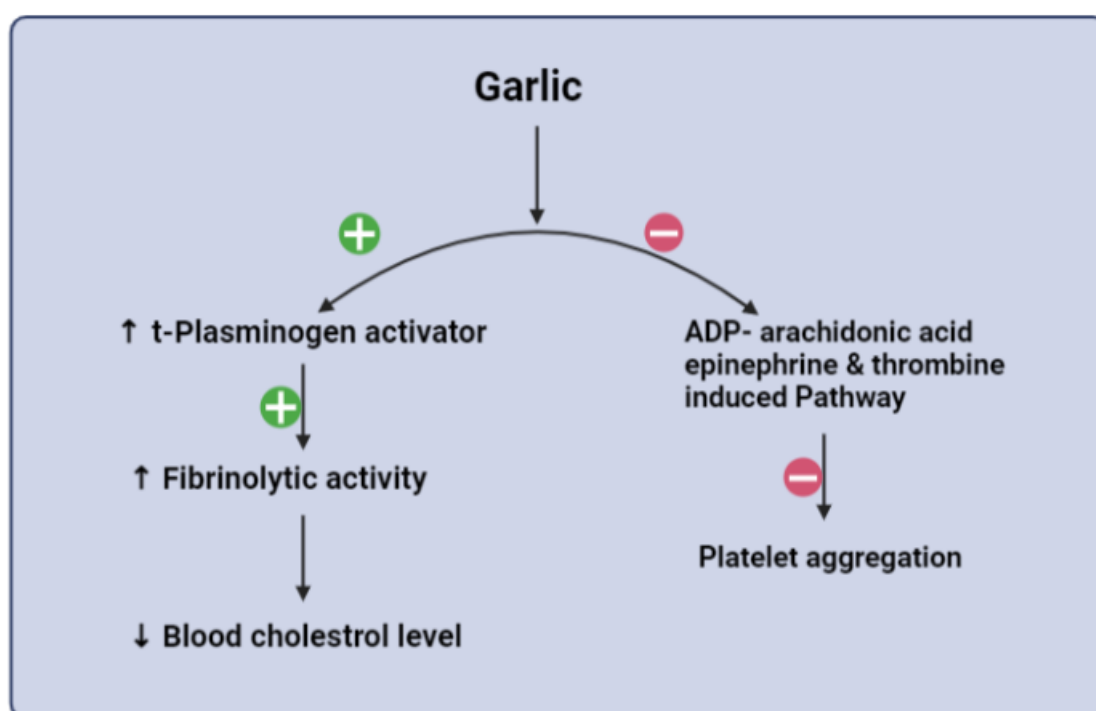 Garlic
↑ t-Plasminogen activator
ADP- arachidonic acid
epinephrine & thrombine
induced Pathway
↑ Fibrinolytic activity
Platelet aggregation
↓ Blood cholestrol level